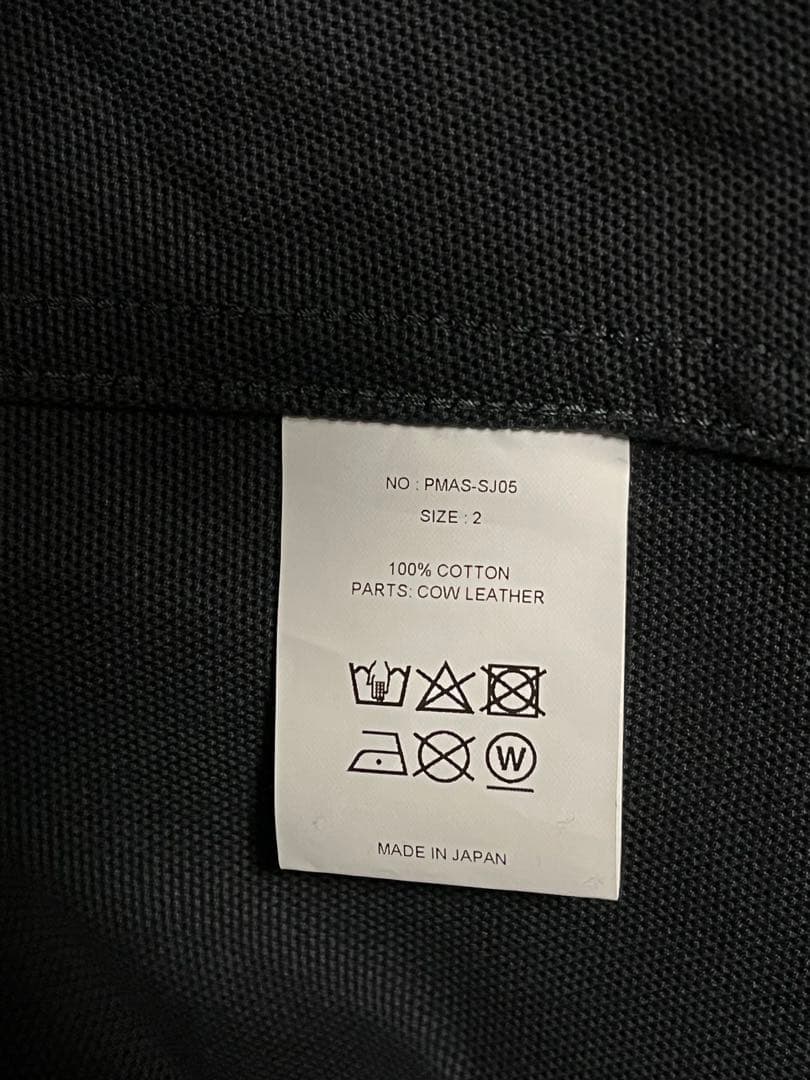 NO : PMAS-SJ05
SIZE : 2
100% COTTON
PARTS: COW LEATHER
W
MADE IN JAPAN